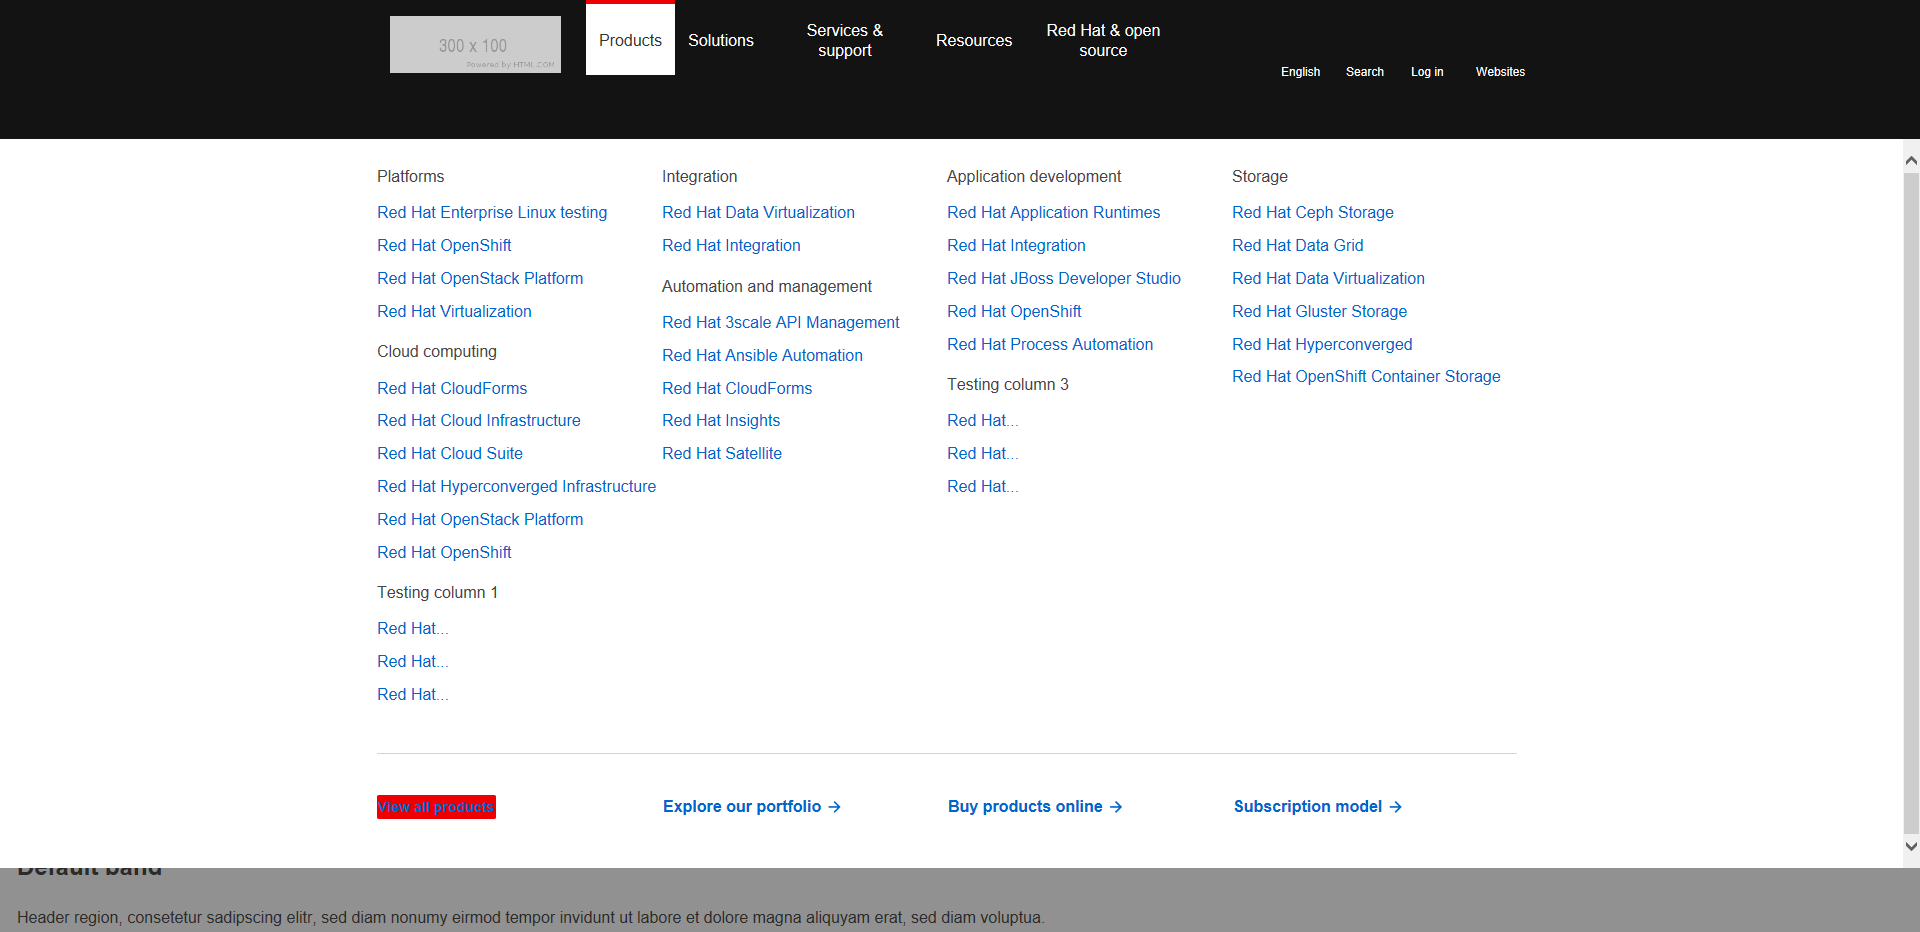 300 x 100
Powered by HTML.COM
Products
Solutions
Services &
support
Resources
Red Hat & open
source
English
Search
Log in
Websites
Platforms
Red Hat Enterprise Linux testing
Red Hat OpenShift
Red Hat OpenStack Platform
Red Hat Virtualization
Cloud computing
Red Hat CloudForms
Red Hat Cloud Infrastructure
Red Hat Cloud Suite
Red Hat Hyperconverged Infrastructure
Red Hat OpenStack Platform
Red Hat OpenShift
Testing column 1
Red Hat...
Red Hat...
Red Hat...
Integration
Red Hat Data Virtualization
Red Hat Integration
Automation and management
Red Hat 3scale API Management
Red Hat Ansible Automation
Red Hat CloudForms
Red Hat Insights
Red Hat Satellite
Application development
Red Hat Application Runtimes
Red Hat Integration
Red Hat JBoss Developer Studio
Red Hat OpenShift
Red Hat Process Automation
Testing column 3
Red Hat...
Red Hat...
Red Hat...
Storage
Red Hat Ceph Storage
Red Hat Data Grid
Red Hat Data Virtualization
Red Hat Gluster Storage
Red Hat Hyperconverged
Red Hat OpenShift Container Storage
View all products
Explore our portfolio →
Buy products online →
Subscription model →
Default band
Header region, consetetur sadipscing elitr, sed diam nonumy eirmod tempor invidunt ut labore et dolore magna aliquyam erat, sed diam voluptua.